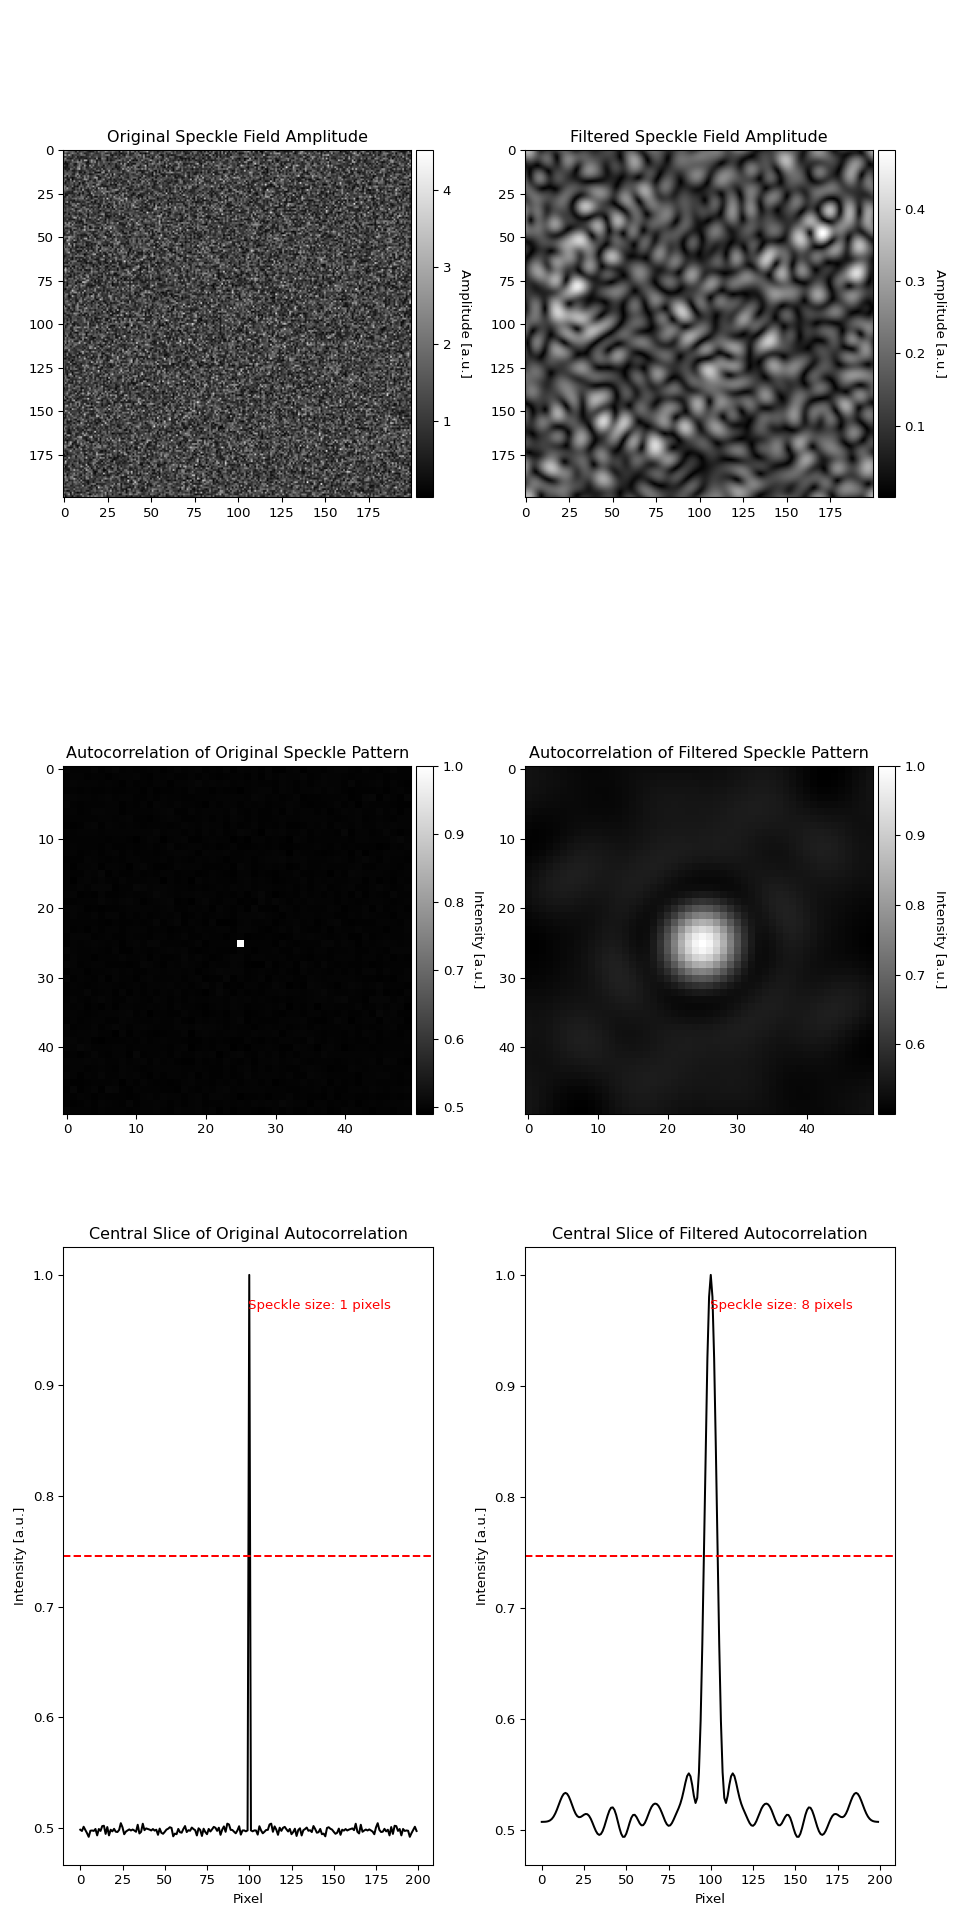 Original Speckle Field Amplitude
0
25
50
75
100
125
150
175
0 25 50 75 100 125 150 175
4
3
2
1
Amplitude [a.u.]
Filtered Speckle Field Amplitude
0
25
50
75
100
125
150
175
0 25 50 75 100 125 150 175
0.4
0.3
0.2
0.1
Amplitude [a.u.]
Autocorrelation of Original Speckle Pattern
0
10
20
30
40
0 10 20 30 40
1.0
0.9
0.8
0.7
0.6
0.5
Intensity [a.u.]
Autocorrelation of Filtered Speckle Pattern
0
10
20
30
40
0 10 20 30 40
1.0
0.9
0.8
0.7
0.6
Intensity [a.u.]
Central Slice of Original Autocorrelation
Intensity [a.u.]
1.0
0.9
0.8
0.7
0.6
0.5
Speckle size: 1 pixels
0 25 50 75 100 125 150 175 200
Pixel
Central Slice of Filtered Autocorrelation
Intensity [a.u.]
1.0
0.9
0.8
0.7
0.6
0.5
Speckle size: 8 pixels
0 25 50 75 100 125 150 175 200
Pixel